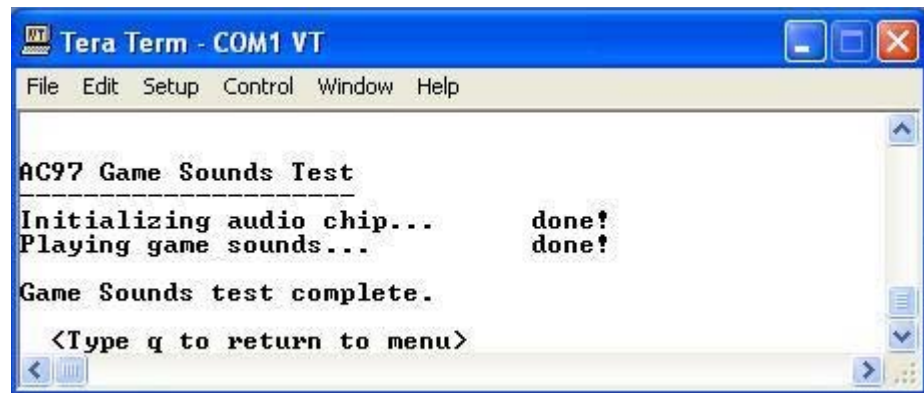 Tera Term - COM1 VT
File Edit Setup Control Window Help
AC97 Game Sounds Test
---------------------
Initializing audio chip... done!
Playing game sounds... done!
Game Sounds test complete.
<Type q to return to menu>